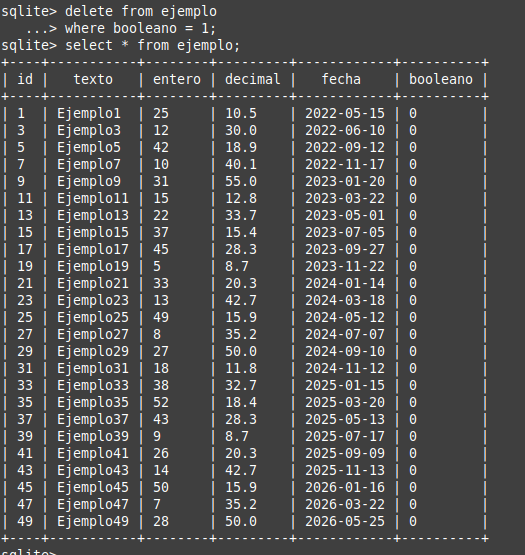 sqlite> delete from ejemplo
   ...> where booleano = 1;
sqlite> select * from ejemplo;
+----+-----------+--------+---------+------------+----------+
| id |   texto   | entero | decimal |   fecha    | booleano |
+----+-----------+--------+---------+------------+----------+
| 1  | Ejemplo1  | 25     | 10.5    | 2022-05-15 | 0        |
| 3  | Ejemplo3  | 12     | 30.0    | 2022-06-10 | 0        |
| 5  | Ejemplo5  | 42     | 18.9    | 2022-09-12 | 0        |
| 7  | Ejemplo7  | 10     | 40.1    | 2022-11-17 | 0        |
| 9  | Ejemplo9  | 31     | 55.0    | 2023-01-20 | 0        |
| 11 | Ejemplo11 | 15     | 12.8    | 2023-03-22 | 0        |
| 13 | Ejemplo13 | 22     | 33.7    | 2023-05-01 | 0        |
| 15 | Ejemplo15 | 37     | 15.4    | 2023-07-05 | 0        |
| 17 | Ejemplo17 | 45     | 28.3    | 2023-09-27 | 0        |
| 19 | Ejemplo19 | 5      | 8.7     | 2023-11-22 | 0        |
| 21 | Ejemplo21 | 33     | 20.3    | 2024-01-14 | 0        |
| 23 | Ejemplo23 | 13     | 42.7    | 2024-03-18 | 0        |
| 25 | Ejemplo25 | 49     | 15.9    | 2024-05-12 | 0        |
| 27 | Ejemplo27 | 8      | 35.2    | 2024-07-07 | 0        |
| 29 | Ejemplo29 | 27     | 50.0    | 2024-09-10 | 0        |
| 31 | Ejemplo31 | 18     | 11.8    | 2024-11-12 | 0        |
| 33 | Ejemplo33 | 38     | 32.7    | 2025-01-15 | 0        |
| 35 | Ejemplo35 | 52     | 18.4    | 2025-03-20 | 0        |
| 37 | Ejemplo37 | 43     | 28.3    | 2025-05-13 | 0        |
| 39 | Ejemplo39 | 9      | 8.7     | 2025-07-17 | 0        |
| 41 | Ejemplo41 | 26     | 20.3    | 2025-09-09 | 0        |
| 43 | Ejemplo43 | 14     | 42.7    | 2025-11-13 | 0        |
| 45 | Ejemplo45 | 50     | 15.9    | 2026-01-16 | 0        |
| 47 | Ejemplo47 | 7      | 35.2    | 2026-03-22 | 0        |
| 49 | Ejemplo49 | 28     | 50.0    | 2026-05-25 | 0        |
+----+-----------+--------+---------+------------+----------+
sqlite>